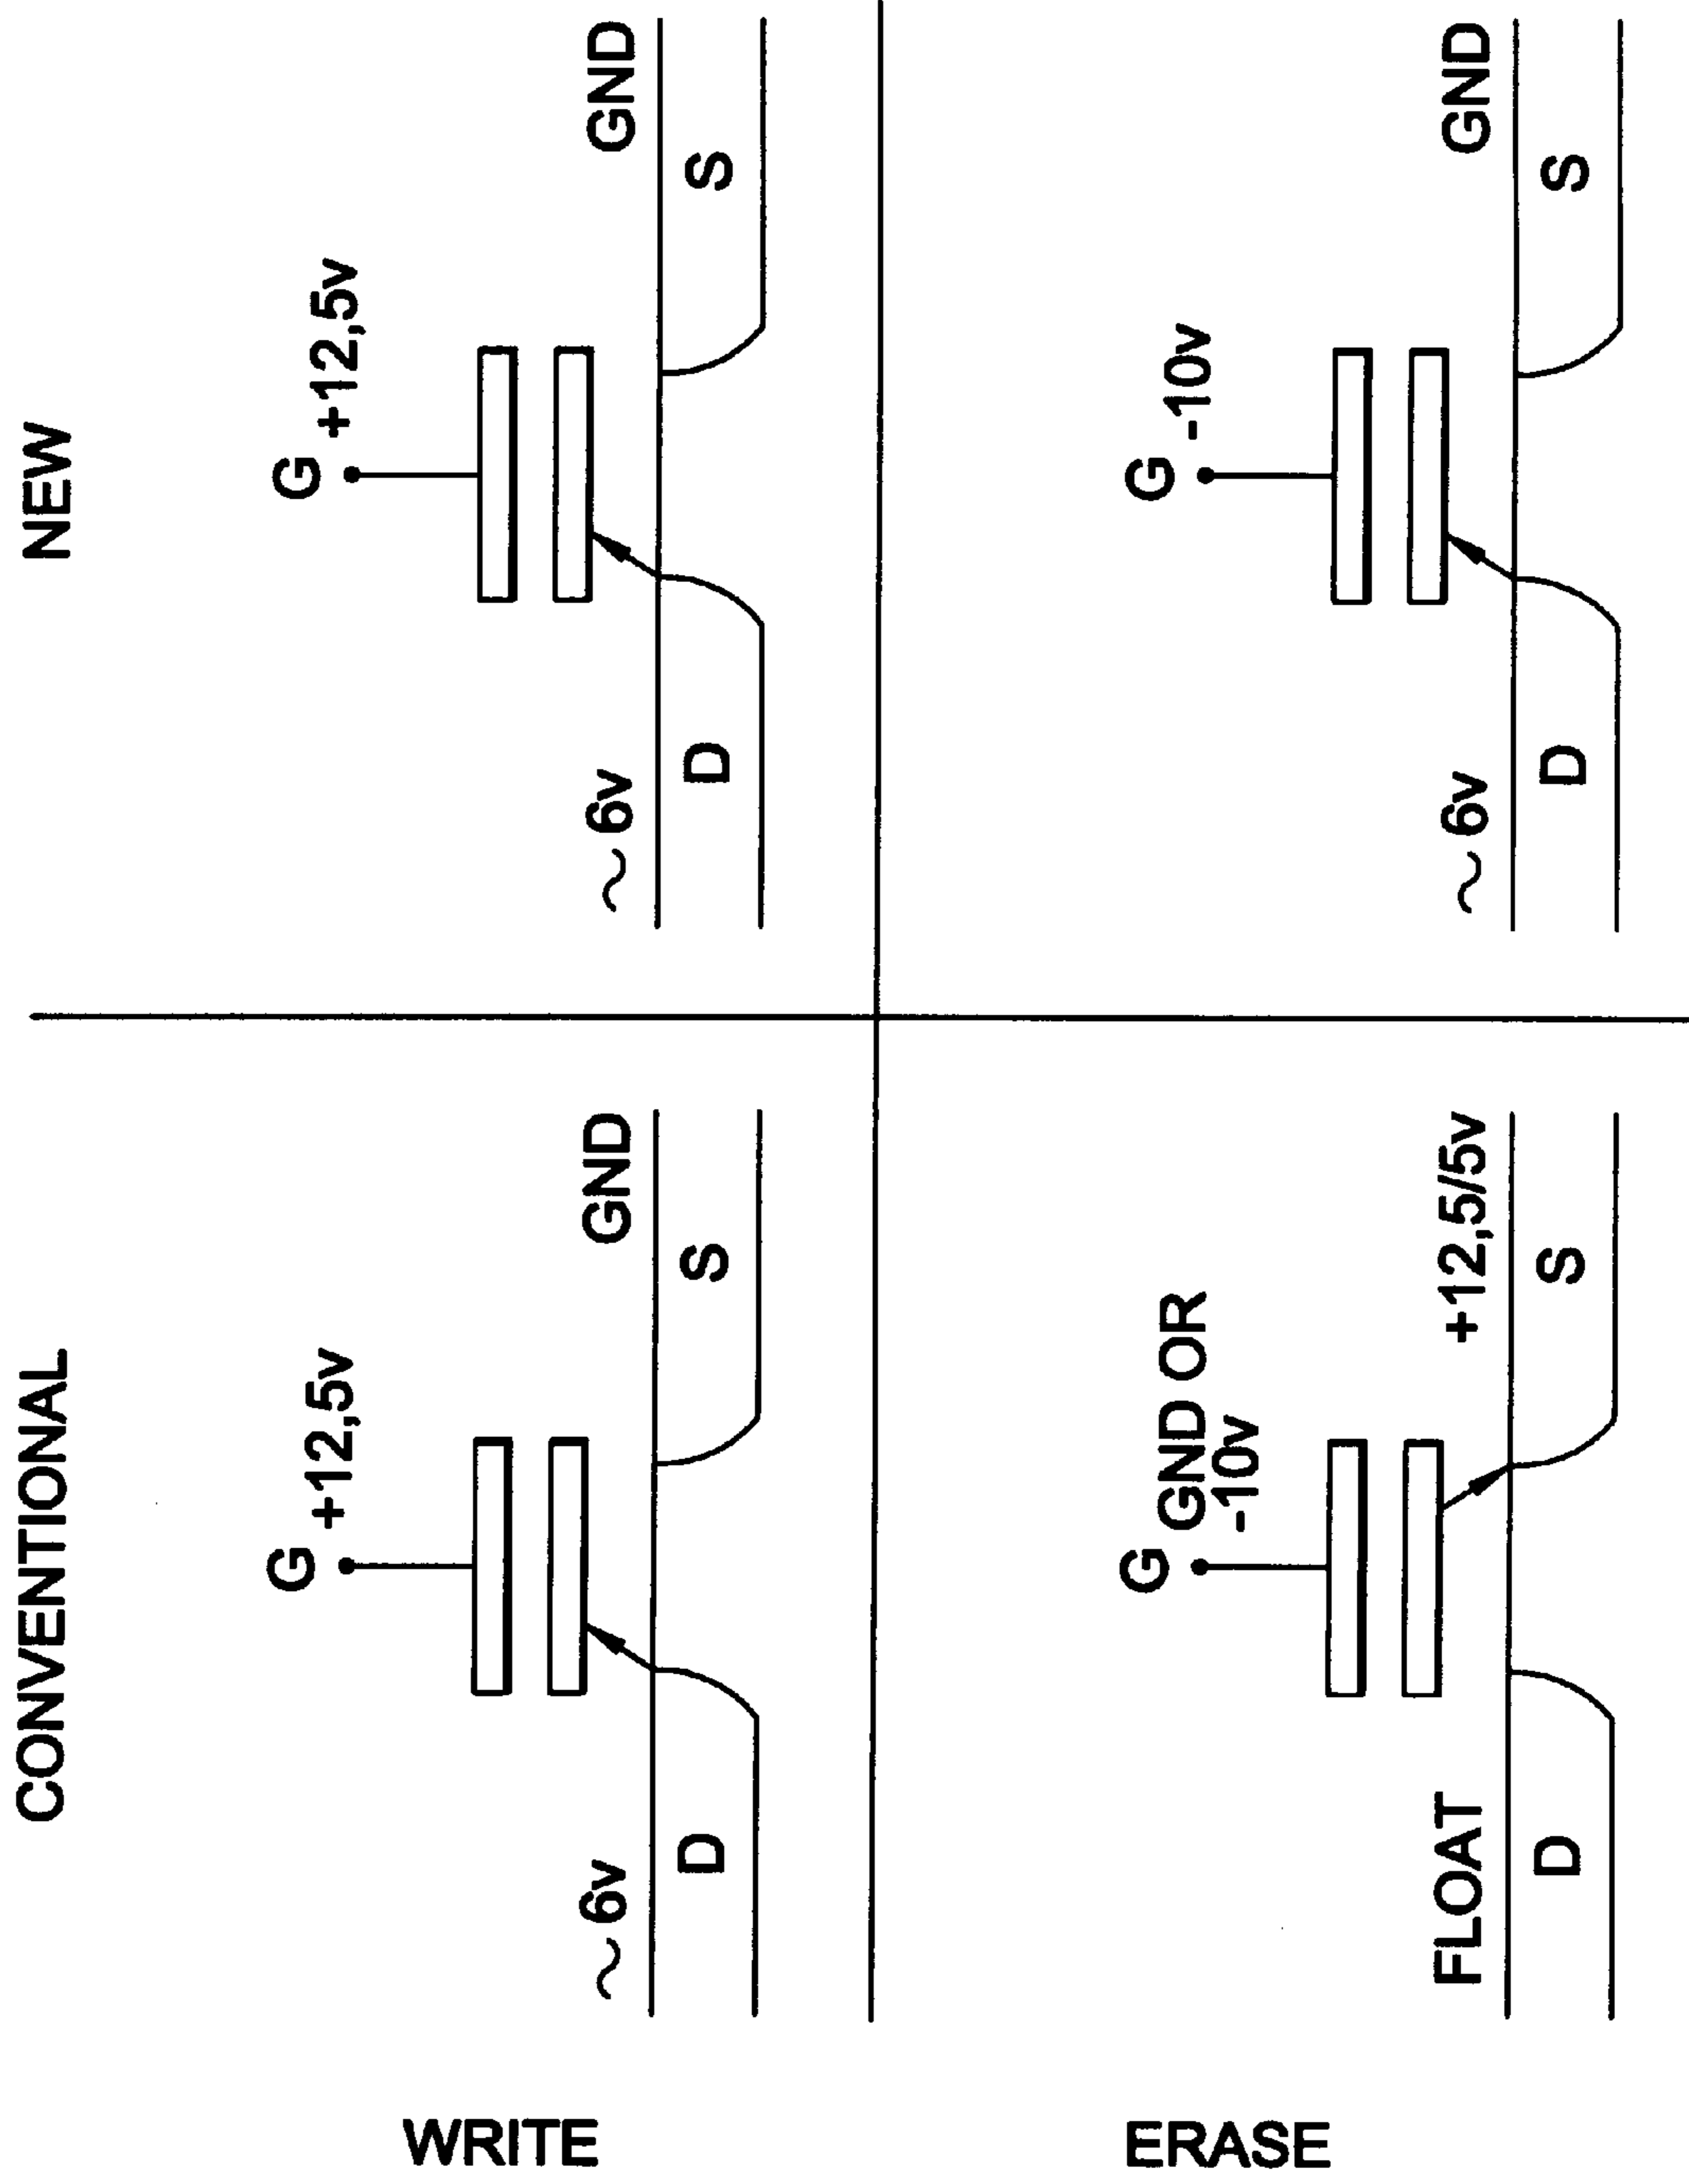 CONVENTIONAL
NEW
WRITE
G
+12,5v
~ 6v
GND
D
S
G
+12,5v
~ 6v
GND
D
S
ERASE
G
GND OR
-10v
FLOAT
+12,5/5v
D
S
G
-10v
~ 6v
GND
D
S